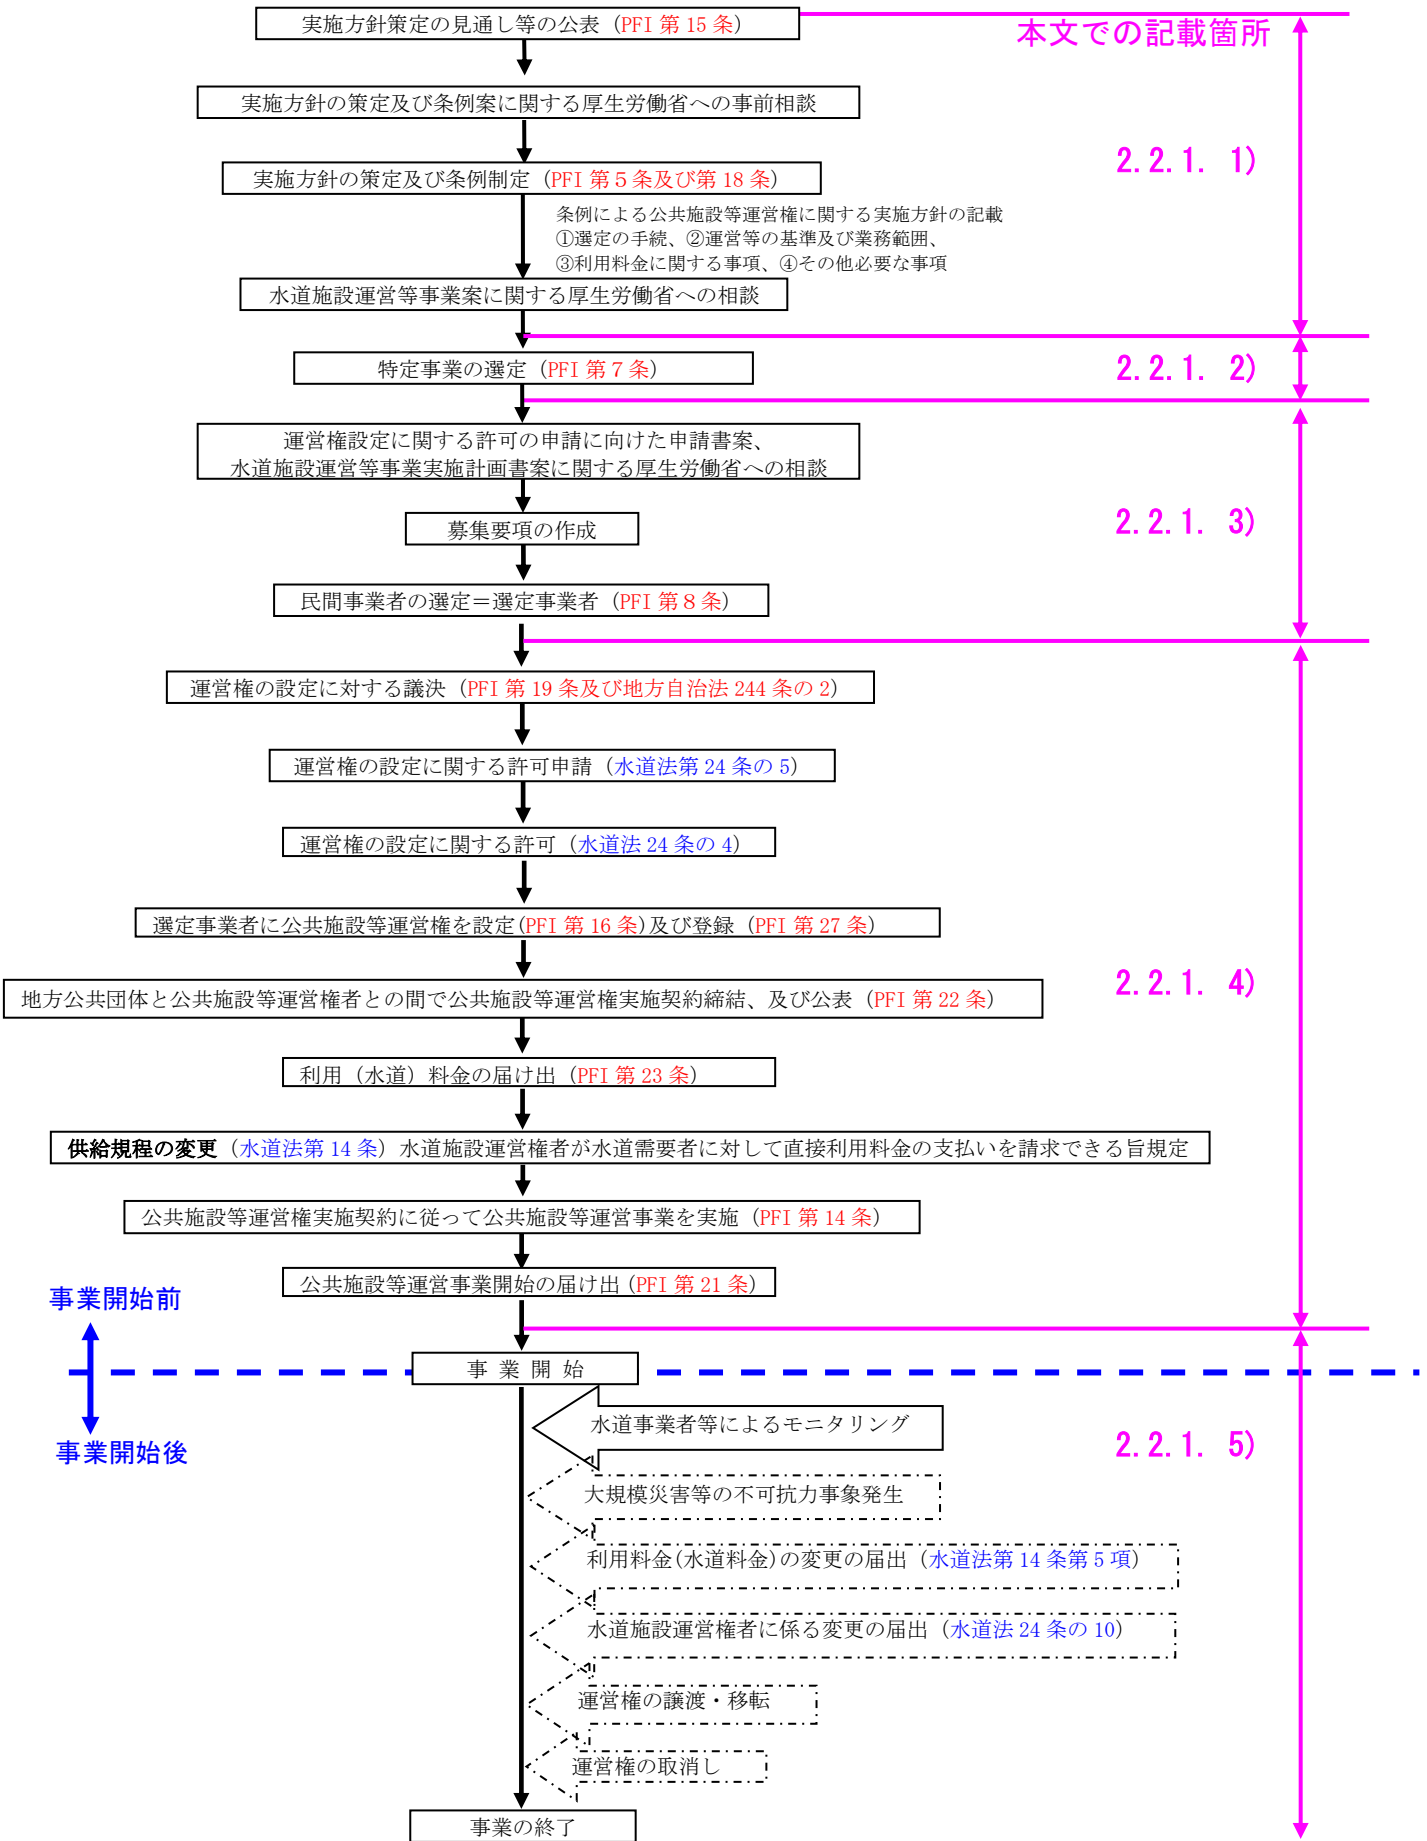 実施方針策定の見通し等の公表（PFI 第 15 条）
本文での記載箇所
実施方針の策定及び条例案に関する厚生労働省への事前相談
2.2.1. 1)
実施方針の策定及び条例制定（PFI 第５条及び第 18 条）
条例による公共施設等運営権に関する実施方針の記載
①選定の手続、②運営等の基準及び業務範囲、
③利用料金に関する事項、④その他必要な事項
水道施設運営等事業案に関する厚生労働省への相談
特定事業の選定（PFI 第７条）
2.2.1. 2)
運営権設定に関する許可の申請に向けた申請書案、
水道施設運営等事業実施計画書案に関する厚生労働省への相談
募集要項の作成
2.2.1. 3)
民間事業者の選定＝選定事業者（PFI 第８条）
運営権の設定に対する議決（PFI 第 19 条及び地方自治法 244 条の 2）
運営権の設定に関する許可申請（水道法第 24 条の 5）
運営権の設定に関する許可（水道法 24 条の 4）
選定事業者に公共施設等運営権を設定(PFI 第 16 条)及び登録（PFI 第 27 条）
2.2.1. 4)
地方公共団体と公共施設等運営権者との間で公共施設等運営権実施契約締結、及び公表（PFI 第 22 条）
利用（水道）料金の届け出（PFI 第 23 条）
供給規程の変更（水道法第 14 条）水道施設運営権者が水道需要者に対して直接利用料金の支払いを請求できる旨規定
公共施設等運営権実施契約に従って公共施設等運営事業を実施（PFI 第 14 条）
公共施設等運営事業開始の届け出(PFI 第 21 条）
事業開始前
事 業 開 始
事業開始後
水道事業者等によるモニタリング
2.2.1. 5)
大規模災害等の不可抗力事象発生
利用料金(水道料金)の変更の届出（水道法第 14 条第 5 項）
水道施設運営権者に係る変更の届出（水道法 24 条の 10）
運営権の譲渡・移転
運営権の取消し
事業の終了